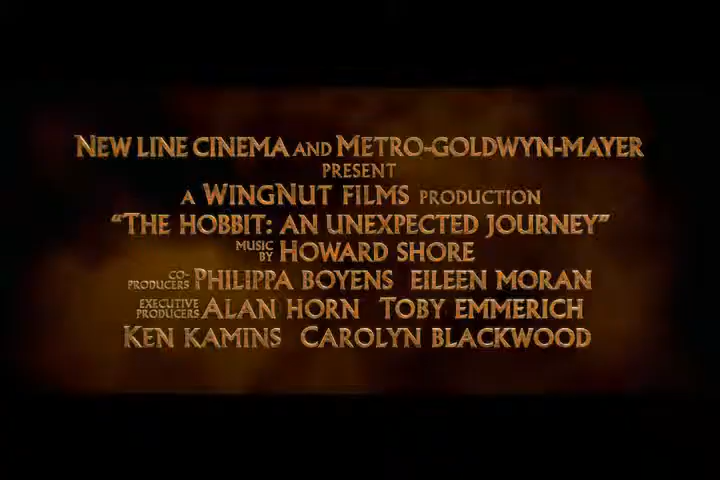 NEW LINE CINEMA AND METRO-GOLDWYN-MAYER
PRESENT
A WINGNUT FILMS PRODUCTION
"THE HOBBIT: AN UNEXPECTED JOURNEY"
MUSIC BY HOWARD SHORE
CO-PRODUCERS PHILIPPA BOYENS EILEEN MORAN
EXECUTIVE PRODUCERS ALAN HORN TOBY EMMERICH
KEN KAMINS CAROLYN BLACKWOOD